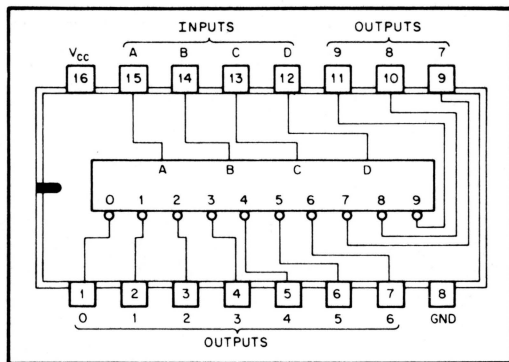 INPUTS OUTPUTS
VCC A B C D 9 8 7
16 15 14 13 12 11 10 9
A B C D
0 1 2 3 4 5 6 7 8 9
1 2 3 4 5 6 7 8
0 1 2 3 4 5 6 GND
OUTPUTS